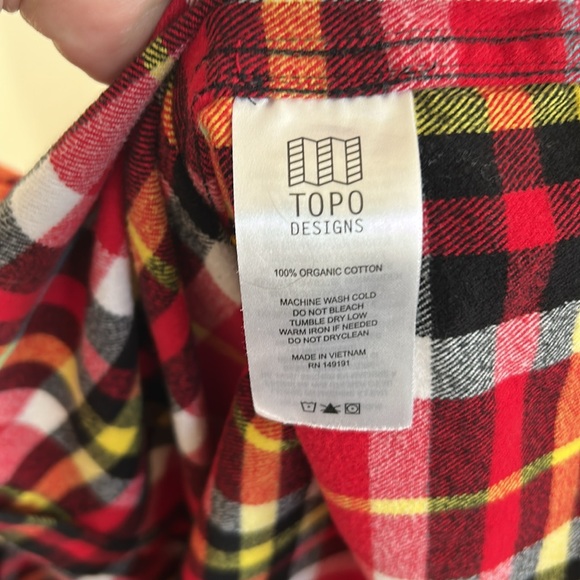 TOPO
DESIGNS
100% ORGANIC COTTON
MACHINE WASH COLD
DO NOT BLEACH
TUMBLE DRY LOW
WARM IRON IF NEEDED
DO NOT DRYCLEAN
MADE IN VIETNAM
RN 149191